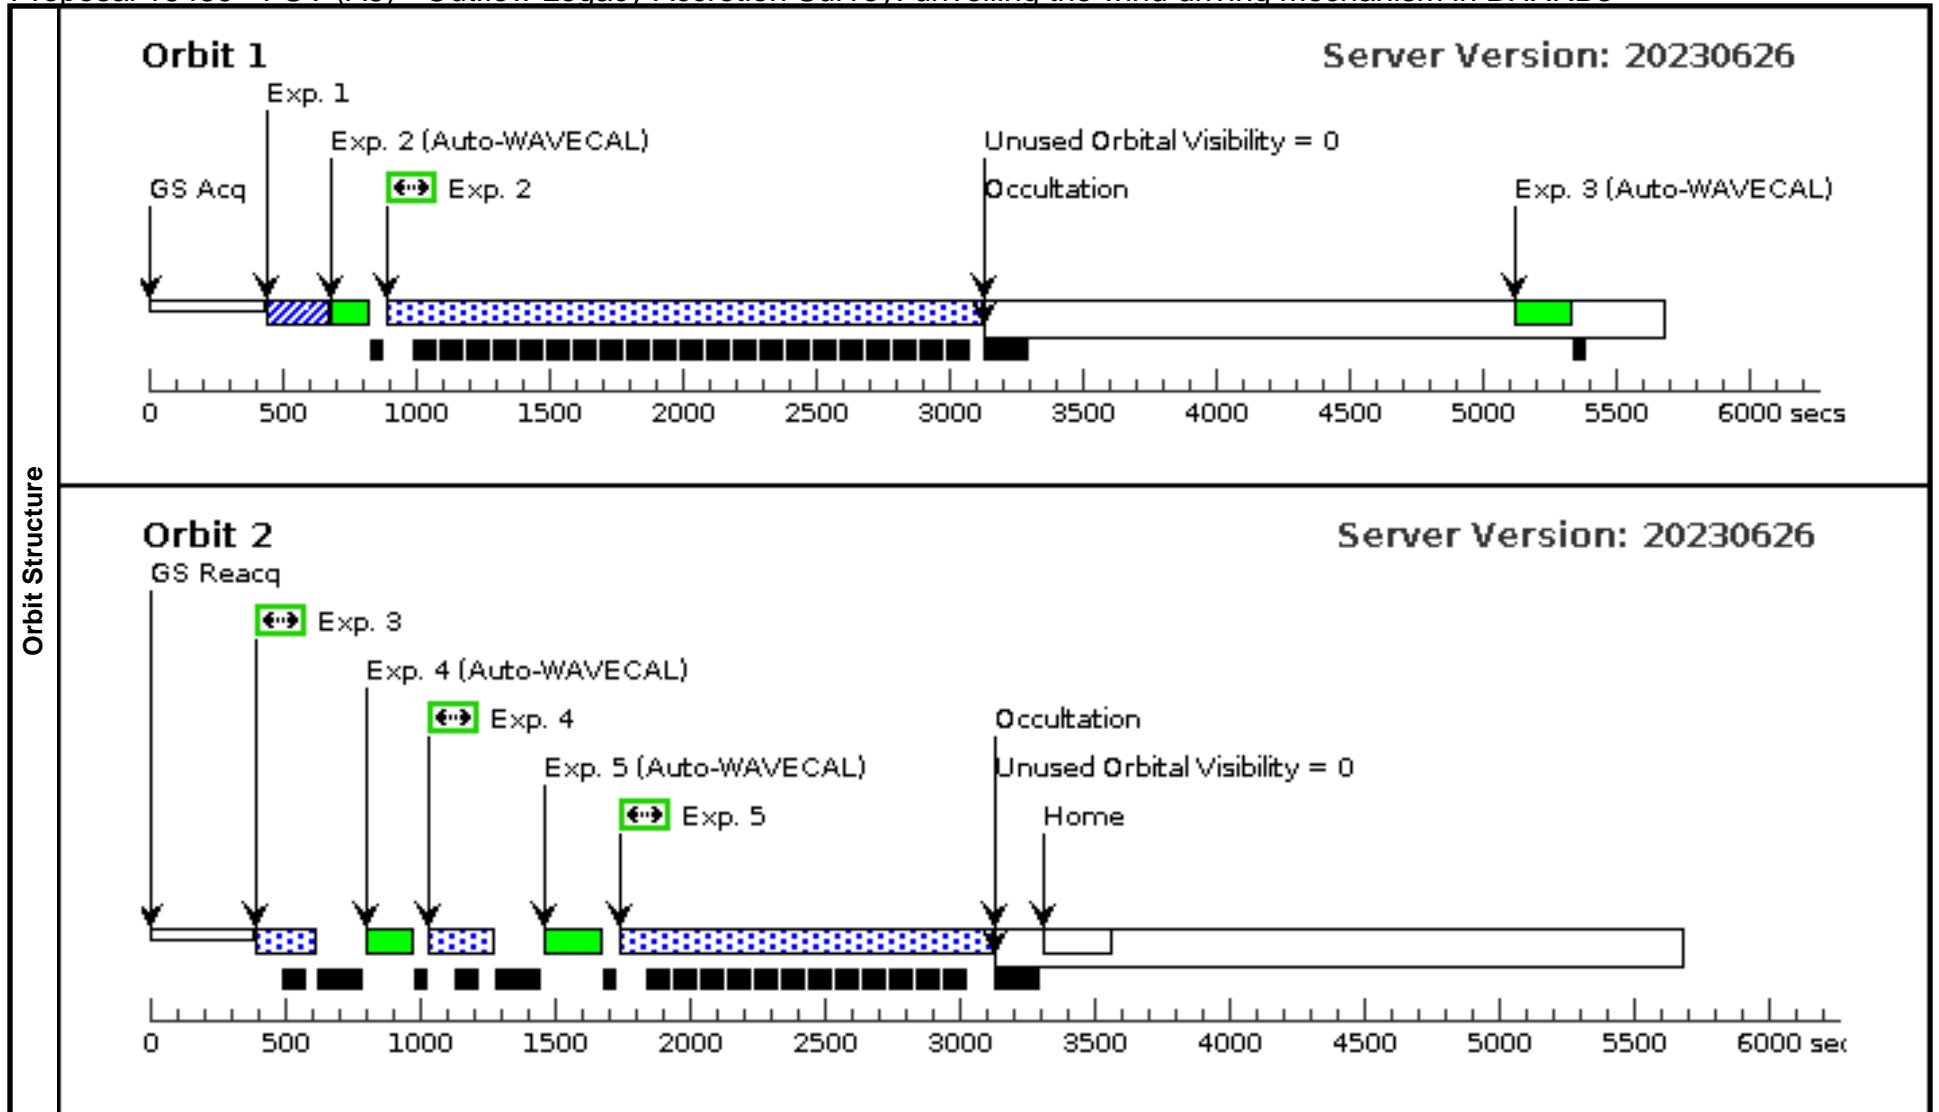 Orbit Structure
Orbit 1
Server Version: 20230626
Exp. 1
Exp. 2 (Auto-WAVECAL)
Unused Orbital Visibility = 0
GS Acq
Exp. 2
Occultation
Exp. 3 (Auto-WAVECAL)
0 500 1000 1500 2000 2500 3000 3500 4000 4500 5000 5500 6000 secs
Orbit 2
Server Version: 20230626
GS Reacq
Exp. 3
Exp. 4 (Auto-WAVECAL)
Exp. 4
Occultation
Exp. 5 (Auto-WAVECAL)
Unused Orbital Visibility = 0
Exp. 5
Home
0 500 1000 1500 2000 2500 3000 3500 4000 4500 5000 5500 6000 sec